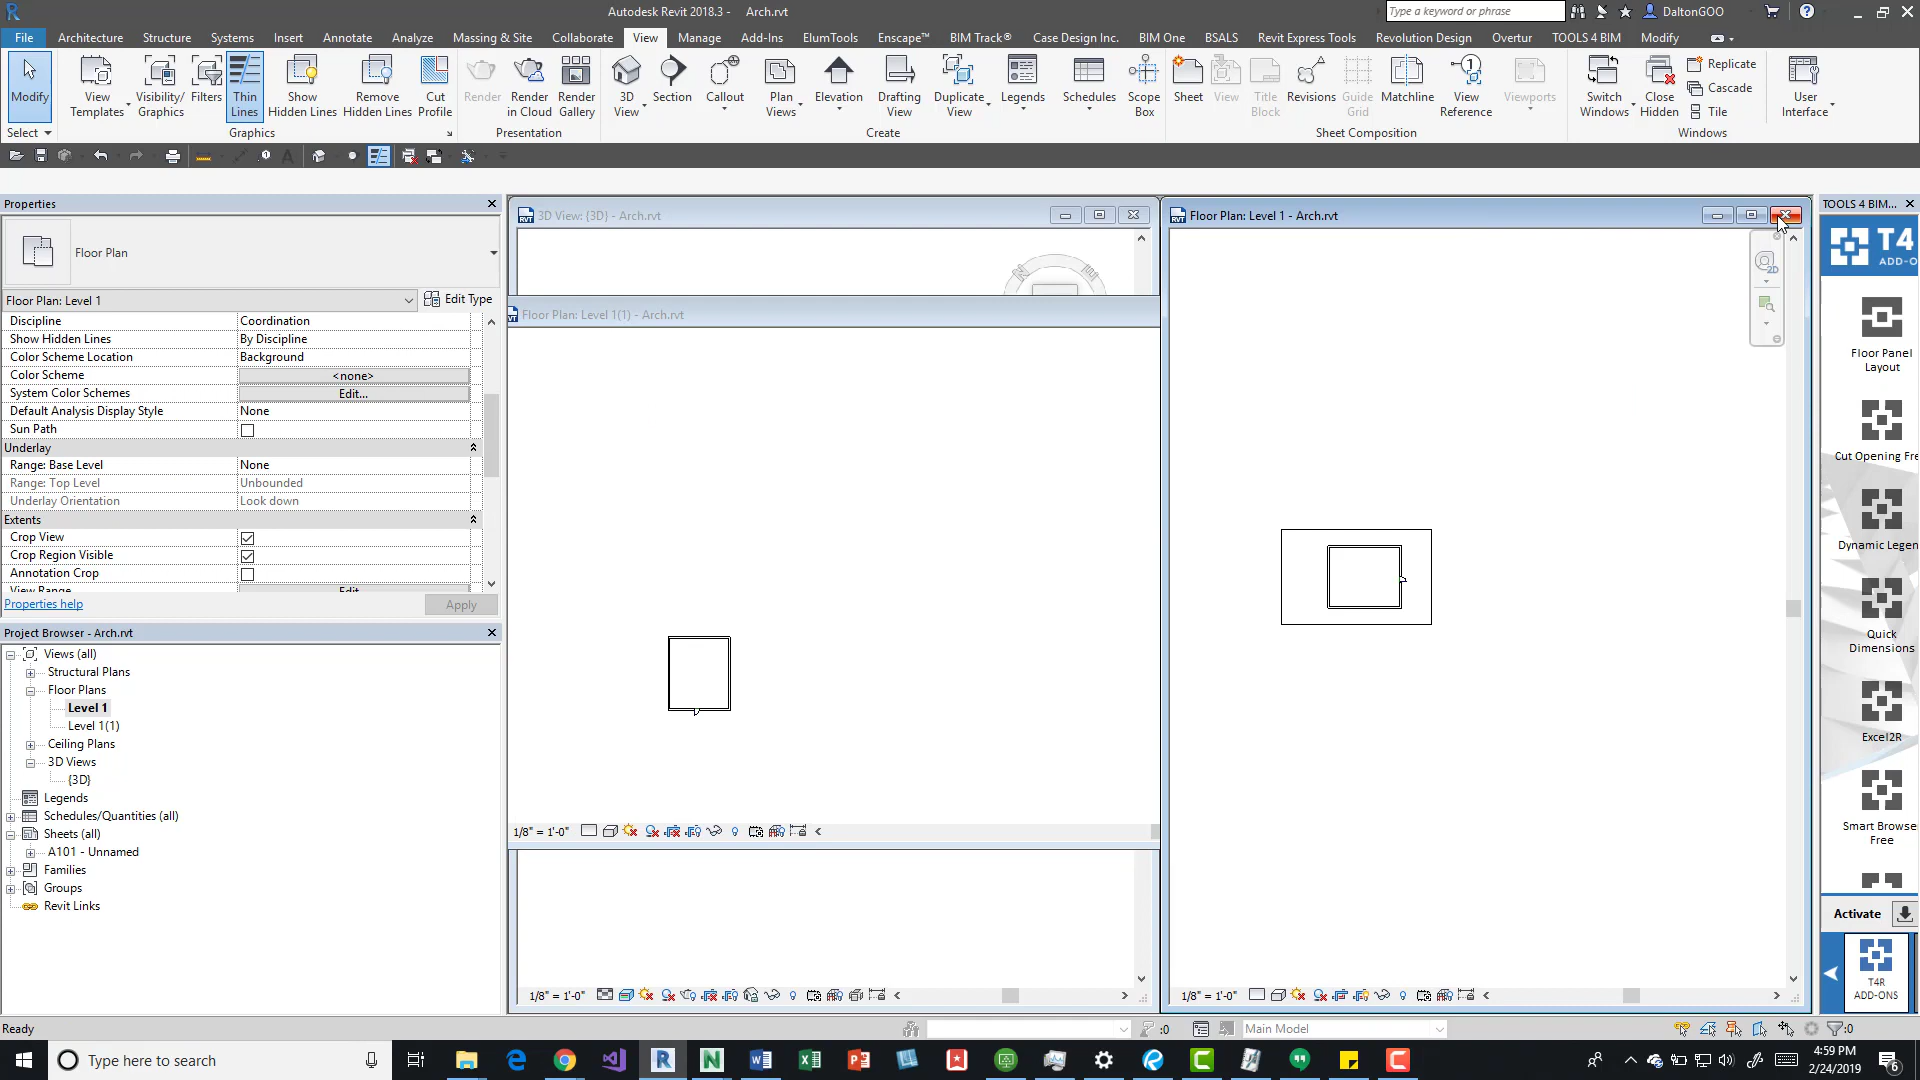 Autodesk Revit 2018.3 - Arch.rvt
Type a keyword or phrase
DaltonGOO
File Architecture Structure Systems Insert Annotate Analyze Massing & Site Collaborate View Manage Add-Ins ElumTools Enscape™ BIM Track® Case Design Inc. BIM One BSALS Revit Express Tools Revolution Design Overtur TOOLS 4 BIM Modify
Modify
View Templates
Visibility/ Graphics
Filters
Thin Lines
Show Hidden Lines
Remove Hidden Lines
Cut Profile
Render
Render in Cloud
Render Gallery
3D View
Section
Callout
Plan Views
Elevation
Drafting View
Duplicate View
Legends
Schedules
Scope Box
Sheet
View
Title Block
Revisions
Guide Grid
Matchline
View Reference
Viewports
Switch Windows
Close Hidden
Replicate
Cascade
Tile
User Interface
Select Graphics Presentation Create Sheet Composition Windows
Properties
Floor Plan
Floor Plan: Level 1 Edit Type
Discipline Coordination
Show Hidden Lines By Discipline
Color Scheme Location Background
Color Scheme <none>
System Color Schemes Edit...
Default Analysis Display Style None
Sun Path
Underlay
Range: Base Level None
Range: Top Level Unbounded
Underlay Orientation Look down
Extents
Crop View
Crop Region Visible
Annotation Crop
View Range Edit
Properties help Apply
Project Browser - Arch.rvt
Views (all)
Structural Plans
Floor Plans
Level 1
Level 1(1)
Ceiling Plans
3D Views
{3D}
Legends
Schedules/Quantities (all)
Sheets (all)
A101 - Unnamed
Families
Groups
Revit Links
3D View: {3D} - Arch.rvt
Floor Plan: Level 1(1) - Arch.rvt
1/8" = 1'-0"
1/8" = 1'-0"
Floor Plan: Level 1 - Arch.rvt
2D
1/8" = 1'-0"
TOOLS 4 BIM...
T4
ADD-O
Floor Panel
Layout
Cut Opening Fre
Dynamic Legen
Quick
Dimensions
Excel2R
Smart Browse
Free
Activate
T4R
ADD-ONS
Ready :0 Main Model :0
Type here to search
4:59 PM
2/24/2019
6